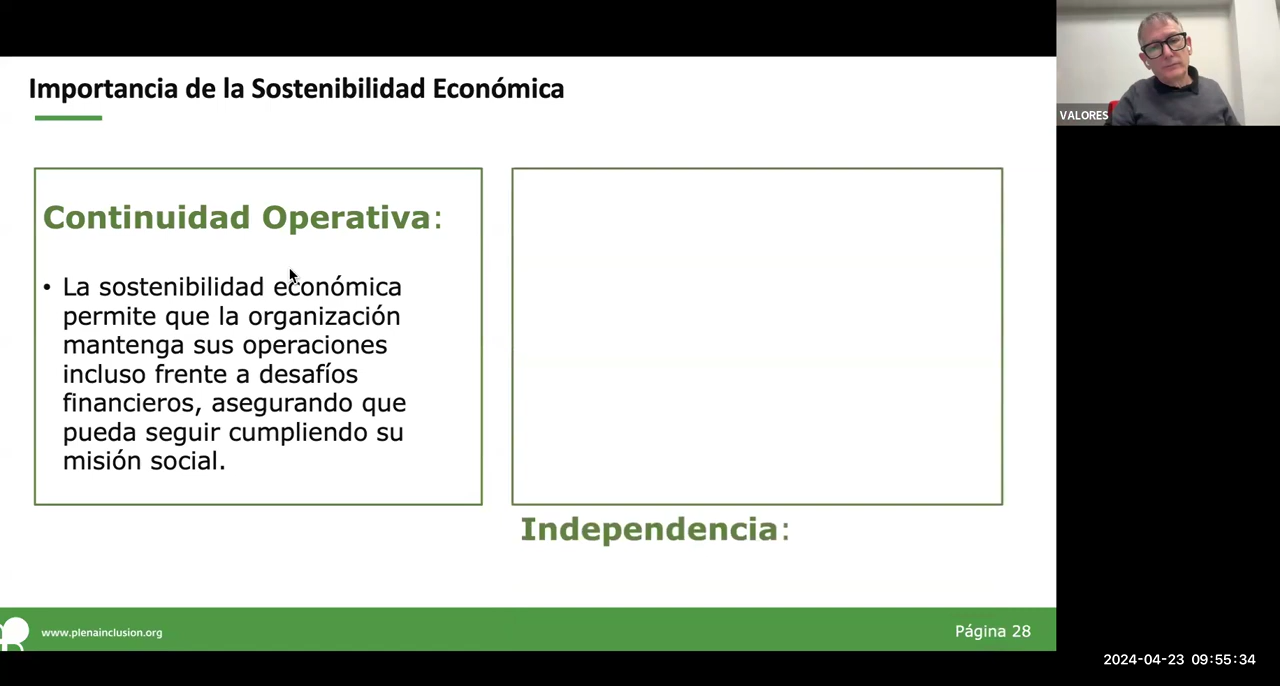 Importancia de la Sostenibilidad Económica
VALORES
Continuidad Operativa:
• La sostenibilidad económica
permite que la organización
mantenga sus operaciones
incluso frente a desafíos
financieros, asegurando que
pueda seguir cumpliendo su
misión social.
Independencia:
www.plenainclusion.org
Página 28
2024-04-23 09:55:34